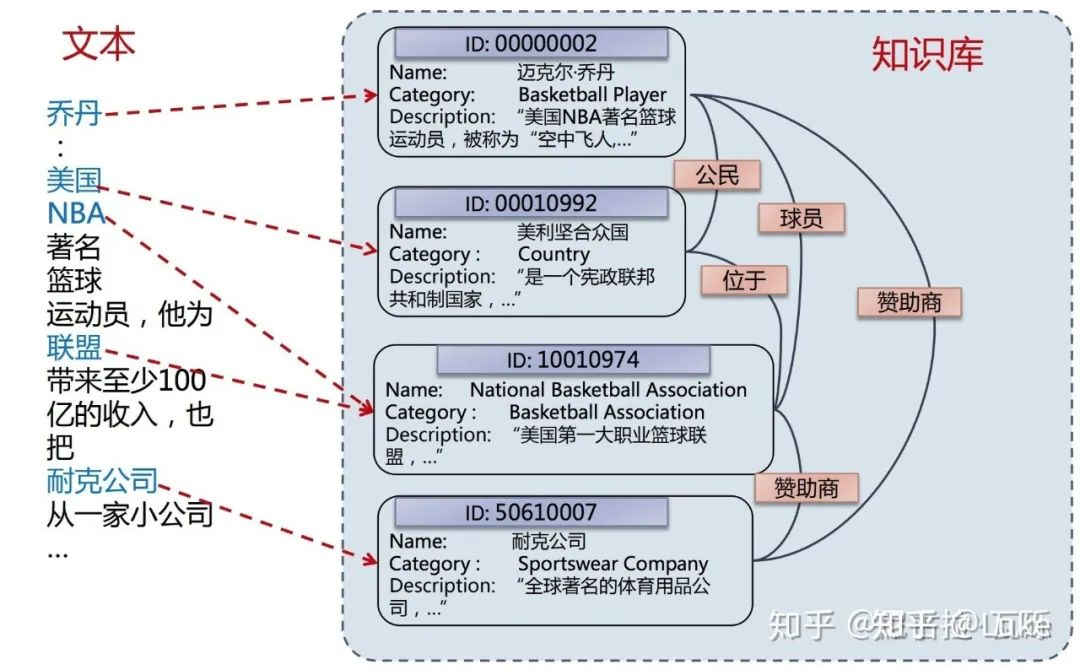 文本
乔丹
：
美国
NBA
著名
篮球
运动员，他为
联盟
带来至少100
亿的收入，也
把
耐克公司
从一家小公司
...
知识库
ID: 00000002
Name: 迈克尔·乔丹
Category: Basketball Player
Description: “美国NBA著名篮球
运动员，被称为“空中飞人,...”
ID: 00010992
Name: 美利坚合众国
Category : Country
Description: “是一个宪政联邦
共和制国家，...”
ID: 10010974
Name: National Basketball Association
Category : Basketball Association
Description: “美国第一大职业篮球联
盟，...”
ID: 50610007
Name: 耐克公司
Category : Sportswear Company
Description: “全球著名的体育用品公
司，...”
公民
球员
位于
赞助商
赞助商
知乎